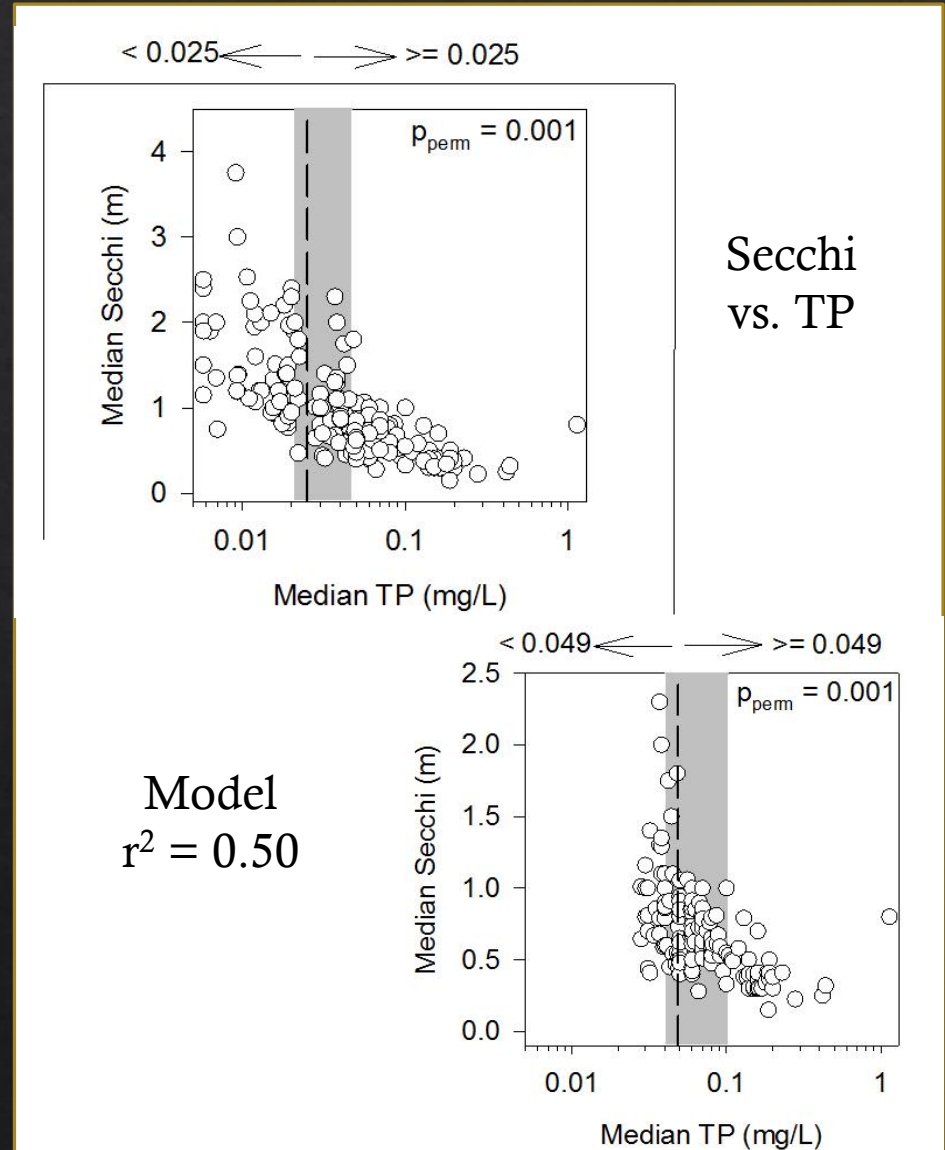 < 0.025 >= 0.025
p_perm = 0.001
4
3
2
1
0
Median Secchi (m)
0.01 0.1 1
Median TP (mg/L)
Secchi
vs. TP
< 0.049 >= 0.049
p_perm = 0.001
2.5
2.0
1.5
1.0
0.5
0.0
Median Secchi (m)
0.01 0.1 1
Median TP (mg/L)
Model
r² = 0.50